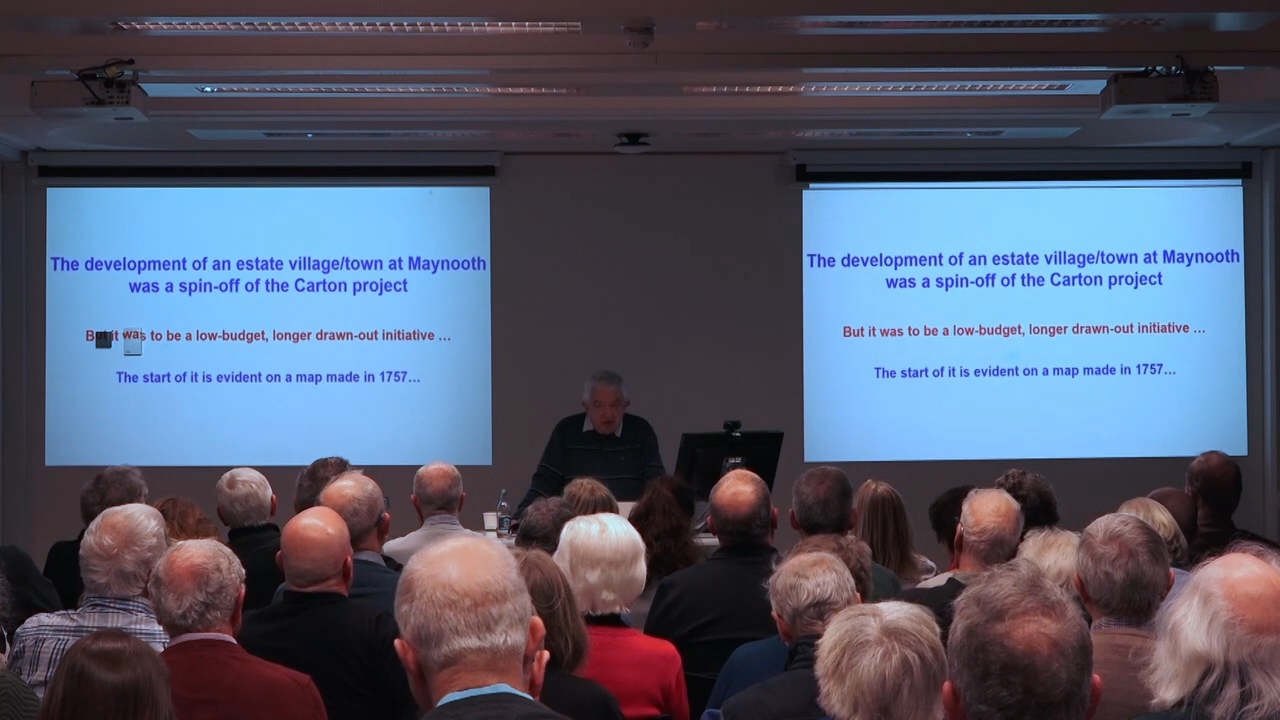 The development of an estate village/town at Maynooth
was a spin-off of the Carton project
But it was to be a low-budget, longer drawn-out initiative …
The start of it is evident on a map made in 1757…
The development of an estate village/town at Maynooth
was a spin-off of the Carton project
But it was to be a low-budget, longer drawn-out initiative …
The start of it is evident on a map made in 1757…